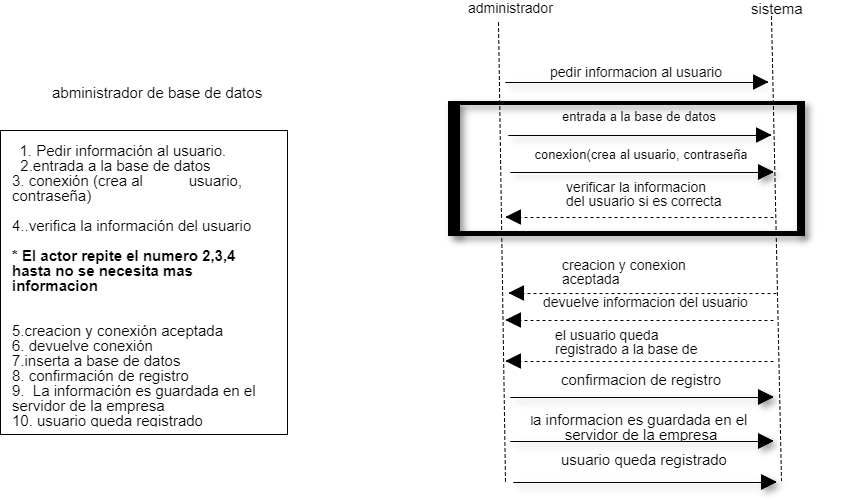 administrador
sistema
pedir informacion al usuario
abministrador de base de datos
entrada a la base de datos
conexion(crea al usuario, contraseña
verificar la informacion
del usuario si es correcta
1. Pedir información al usuario.
2.entrada a la base de datos
3. conexión (crea al usuario,
contraseña)
4..verifica la información del usuario
* El actor repite el numero 2,3,4
hasta no se necesita mas
informacion
5.creacion y conexión aceptada
6. devuelve conexión
7.inserta a base de datos
8. confirmación de registro
9. La información es guardada en el
servidor de la empresa
10. usuario queda registrado
creacion y conexion
aceptada
devuelve informacion del usuario
el usuario queda
registrado a la base de
confirmacion de registro
la informacion es guardada en el
servidor de la empresa
usuario queda registrado